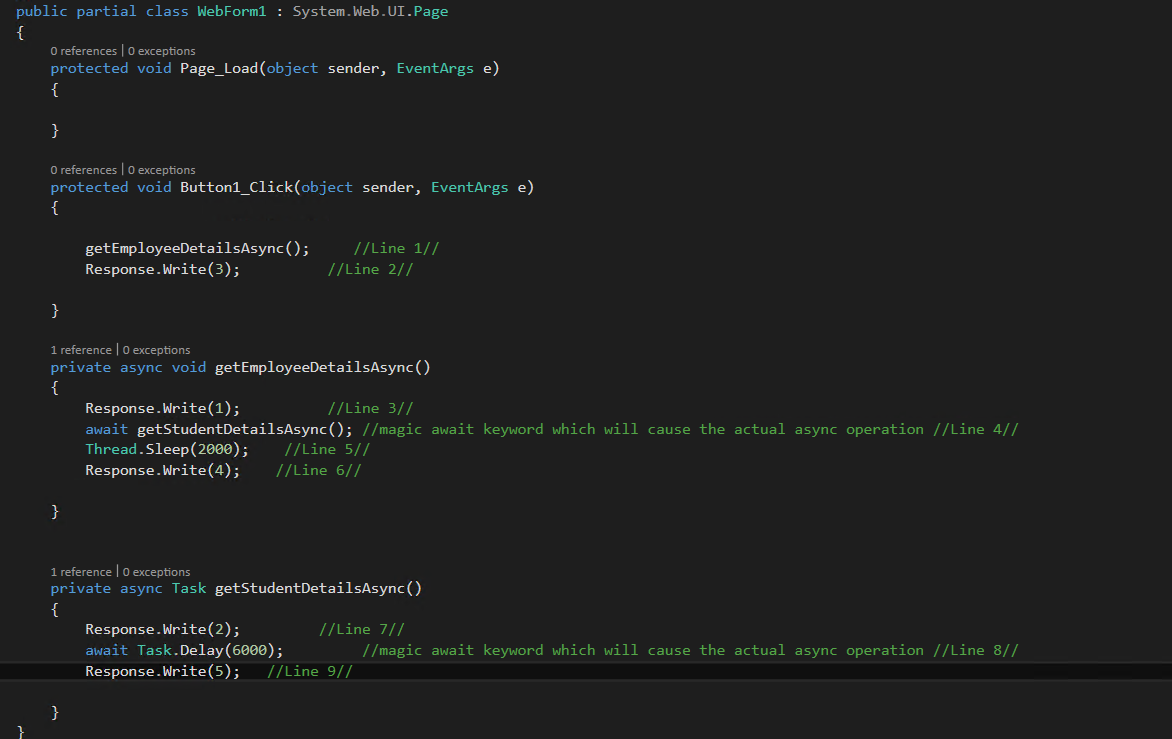 public partial class WebForm1 : System.Web.UI.Page
{
0 references | 0 exceptions
protected void Page_Load(object sender, EventArgs e)
{
}
0 references | 0 exceptions
protected void Button1_Click(object sender, EventArgs e)
{
getEmployeeDetailsAsync(); //Line 1//
Response.Write(3); //Line 2//
}
1 reference | 0 exceptions
private async void getEmployeeDetailsAsync()
{
Response.Write(1); //Line 3//
await getStudentDetailsAsync(); //magic await keyword which will cause the actual async operation //Line 4//
Thread.Sleep(2000); //Line 5//
Response.Write(4); //Line 6//
}
1 reference | 0 exceptions
private async Task getStudentDetailsAsync()
{
Response.Write(2); //Line 7//
await Task.Delay(6000); //magic await keyword which will cause the actual async operation //Line 8//
Response.Write(5); //Line 9//
}
}